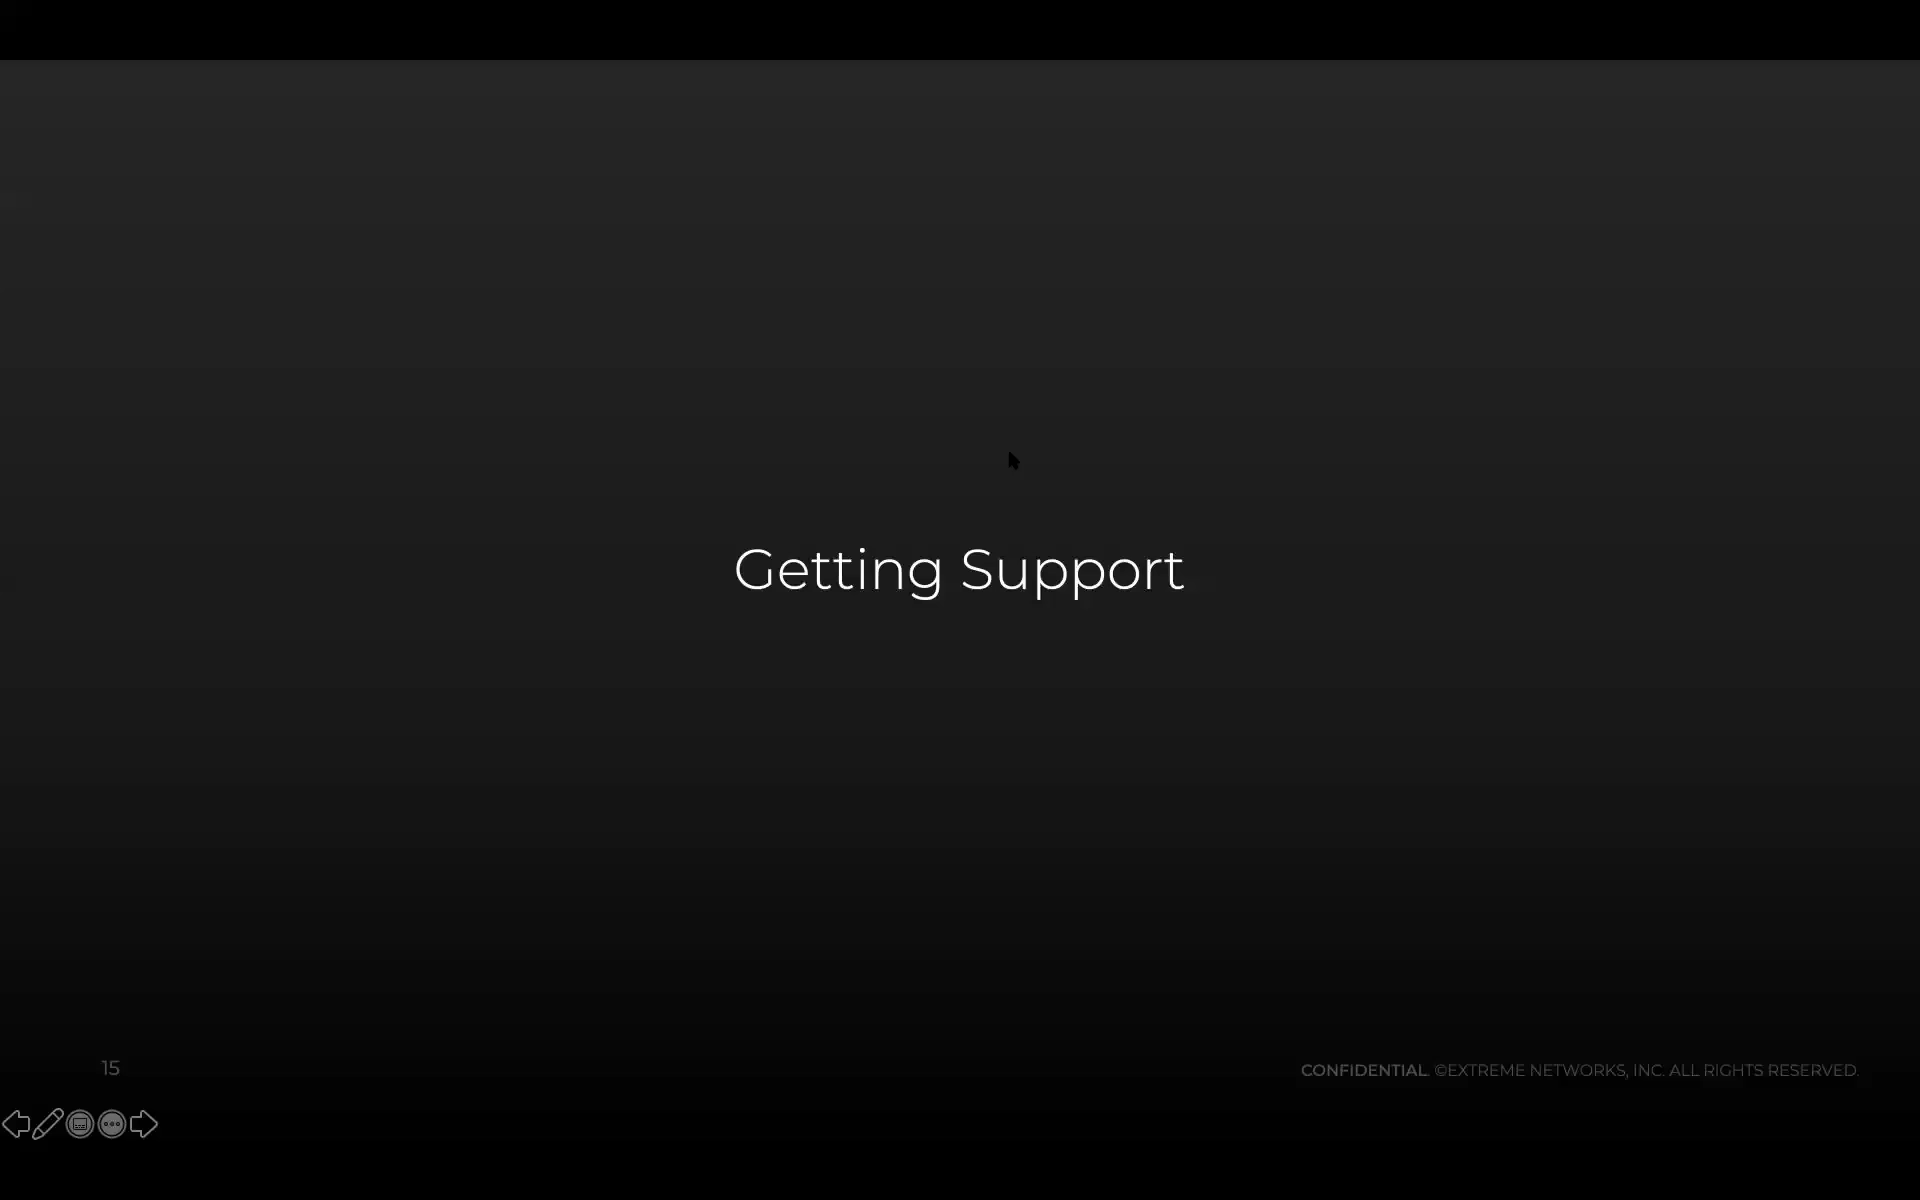 Getting Support
15
CONFIDENTIAL. ©EXTREME NETWORKS, INC. ALL RIGHTS RESERVED.